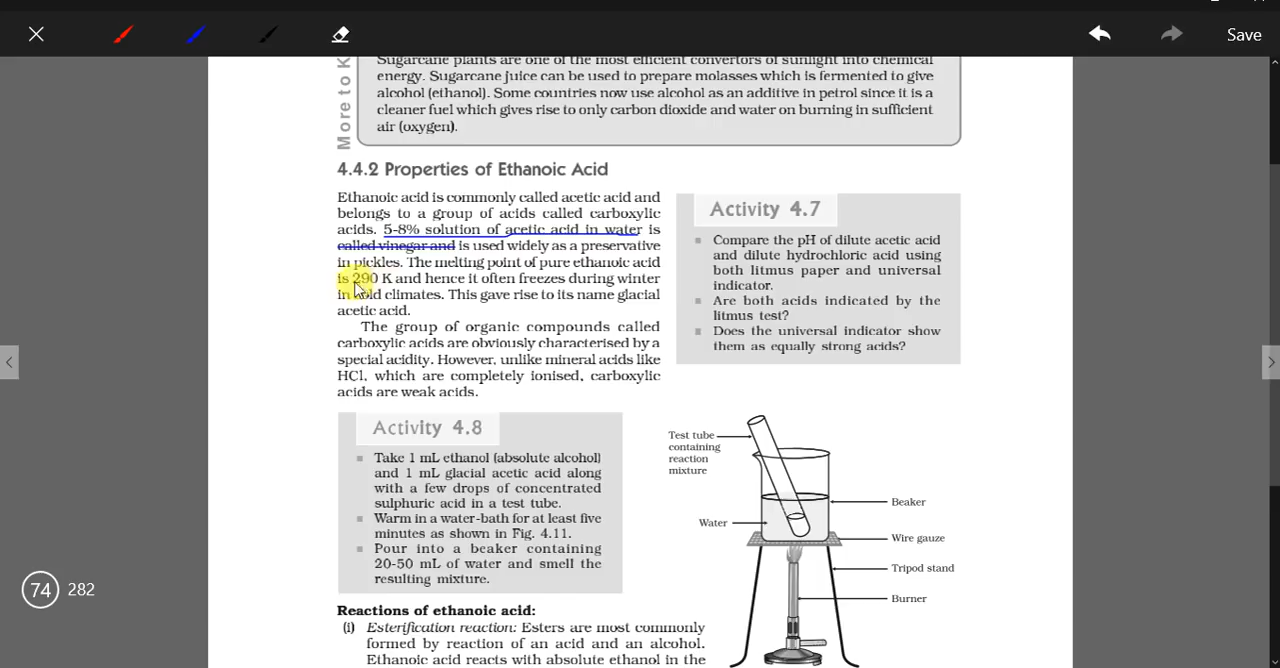 Save
More to K
Sugarcane plants are one of the most efficient convertors of sunlight into chemical
energy. Sugarcane juice can be used to prepare molasses which is fermented to give
alcohol (ethanol). Some countries now use alcohol as an additive in petrol since it is a
cleaner fuel which gives rise to only carbon dioxide and water on burning in sufficient
air (oxygen).
4.4.2 Properties of Ethanoic Acid
Ethanoic acid is commonly called acetic acid and
belongs to a group of acids called carboxylic
acids. 5-8% solution of acetic acid in water is
called vinegar and is used widely as a preservative
in pickles. The melting point of pure ethanoic acid
is 290 K and hence it often freezes during winter
in cold climates. This gave rise to its name glacial
acetic acid.
The group of organic compounds called
carboxylic acids are obviously characterised by a
special acidity. However, unlike mineral acids like
HCl, which are completely ionised, carboxylic
acids are weak acids.
Activity 4.7
Compare the pH of dilute acetic acid
and dilute hydrochloric acid using
both litmus paper and universal
indicator.
Are both acids indicated by the
litmus test?
Does the universal indicator show
them as equally strong acids?
Activity 4.8
Take 1 mL ethanol (absolute alcohol)
and 1 mL glacial acetic acid along
with a few drops of concentrated
sulphuric acid in a test tube.
Warm in a water-bath for at least five
minutes as shown in Fig. 4.11.
Pour into a beaker containing
20-50 mL of water and smell the
resulting mixture.
Test tube
containing
reaction
mixture
Water
Beaker
Wire gauze
Tripod stand
Burner
74 282
Reactions of ethanoic acid:
(i) Esterification reaction: Esters are most commonly
formed by reaction of an acid and an alcohol.
Ethanoic acid reacts with absolute ethanol in the